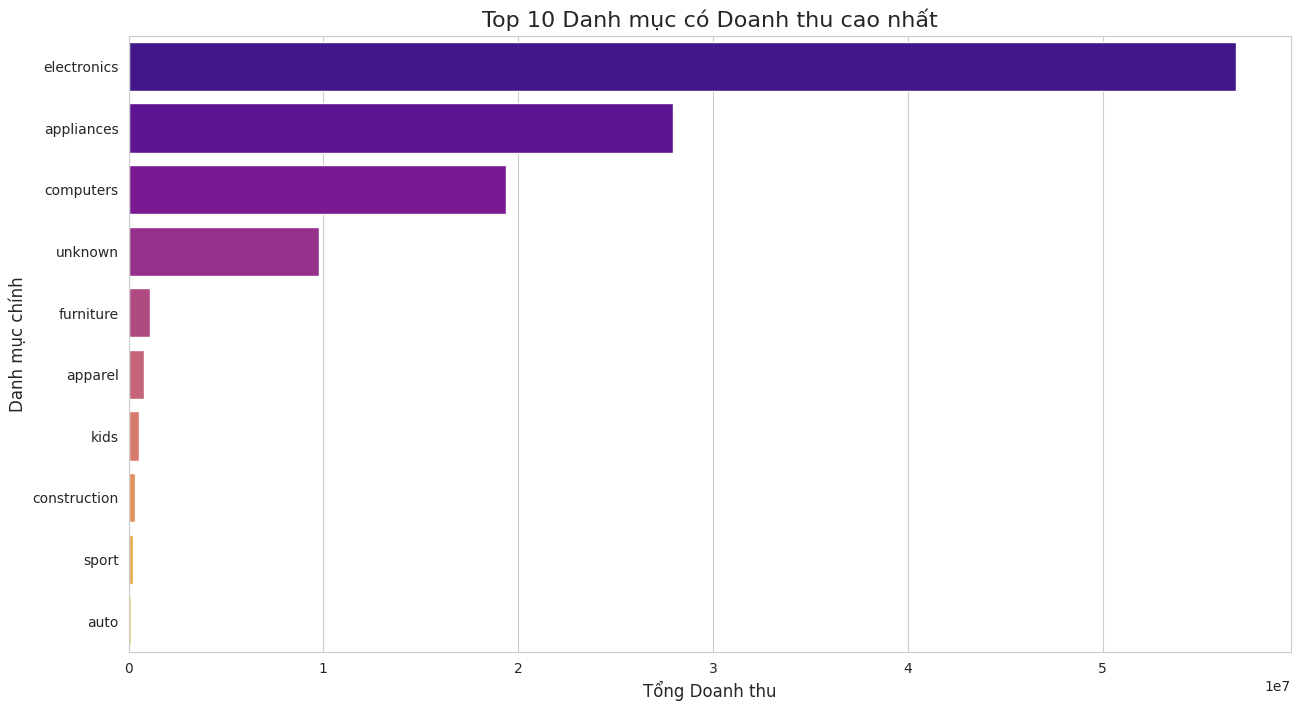 Top 10 Danh mục có Doanh thu cao nhất
Danh mục chính
electronics
appliances
computers
unknown
furniture
apparel
kids
construction
sport
auto
0 1 2 3 4 5
1e7
Tổng Doanh thu